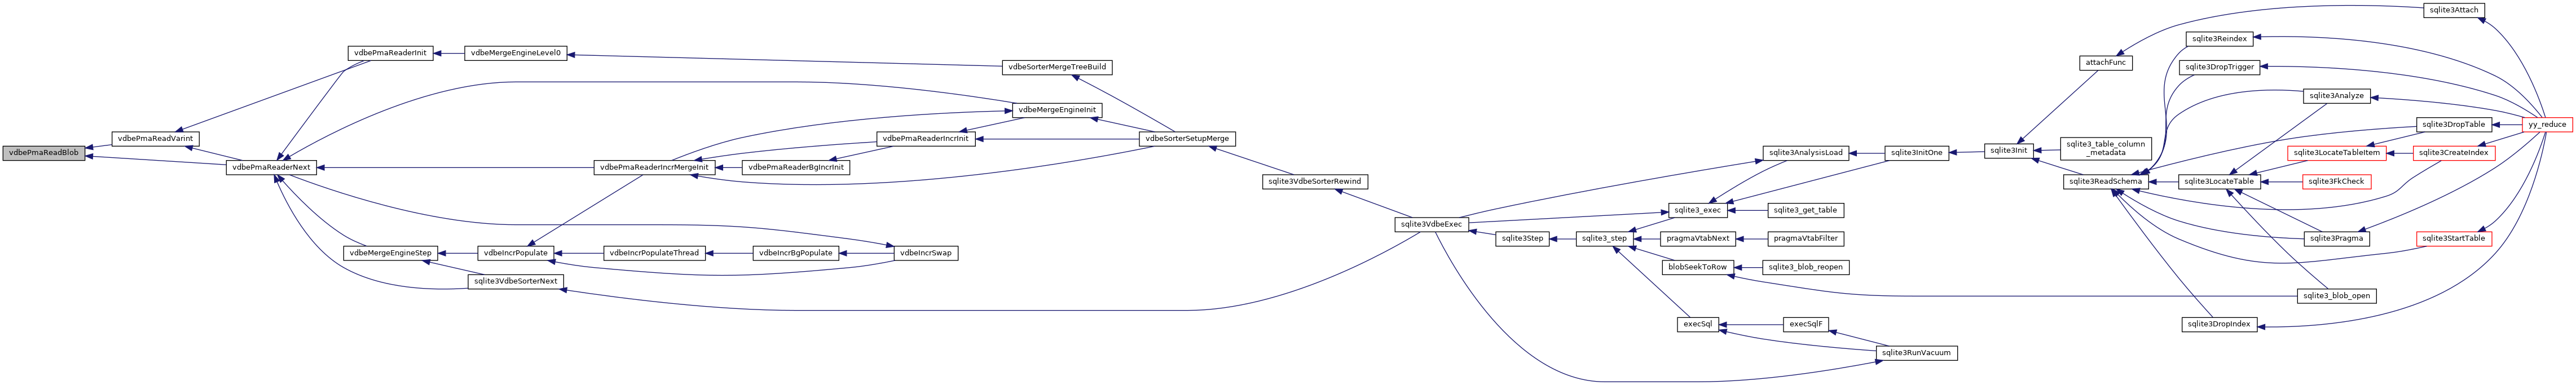 vdbePmaReadBlob
vdbePmaReadVarint
vdbePmaReaderInit
vdbePmaReaderNext
vdbeMergeEngineLevel0
vdbeMergeEngineStep
sqlite3VdbeSorterNext
vdbeIncrPopulate
vdbePmaReaderIncrMergeInit
vdbeIncrPopulateThread
vdbePmaReaderBgIncrInit
vdbeIncrBgPopulate
vdbePmaReaderIncrInit
vdbeIncrSwap
vdbeSorterMergeTreeBuild
vdbeMergeEngineInit
vdbeSorterSetupMerge
sqlite3VdbeSorterRewind
sqlite3VdbeExec
sqlite3Step
sqlite3_step
sqlite3_exec
pragmaVtabNext
blobSeekToRow
execSql
sqlite3AnalysisLoad
sqlite3_get_table
pragmaVtabFilter
sqlite3_blob_reopen
execSqlF
sqlite3RunVacuum
sqlite3InitOne
sqlite3Init
attachFunc
sqlite3_table_column
_metadata
sqlite3ReadSchema
sqlite3Reindex
sqlite3DropTrigger
sqlite3LocateTable
sqlite3DropIndex
sqlite3Analyze
sqlite3LocateTableItem
sqlite3FkCheck
sqlite3Pragma
sqlite3_blob_open
sqlite3Attach
sqlite3DropTable
sqlite3CreateIndex
sqlite3StartTable
yy_reduce